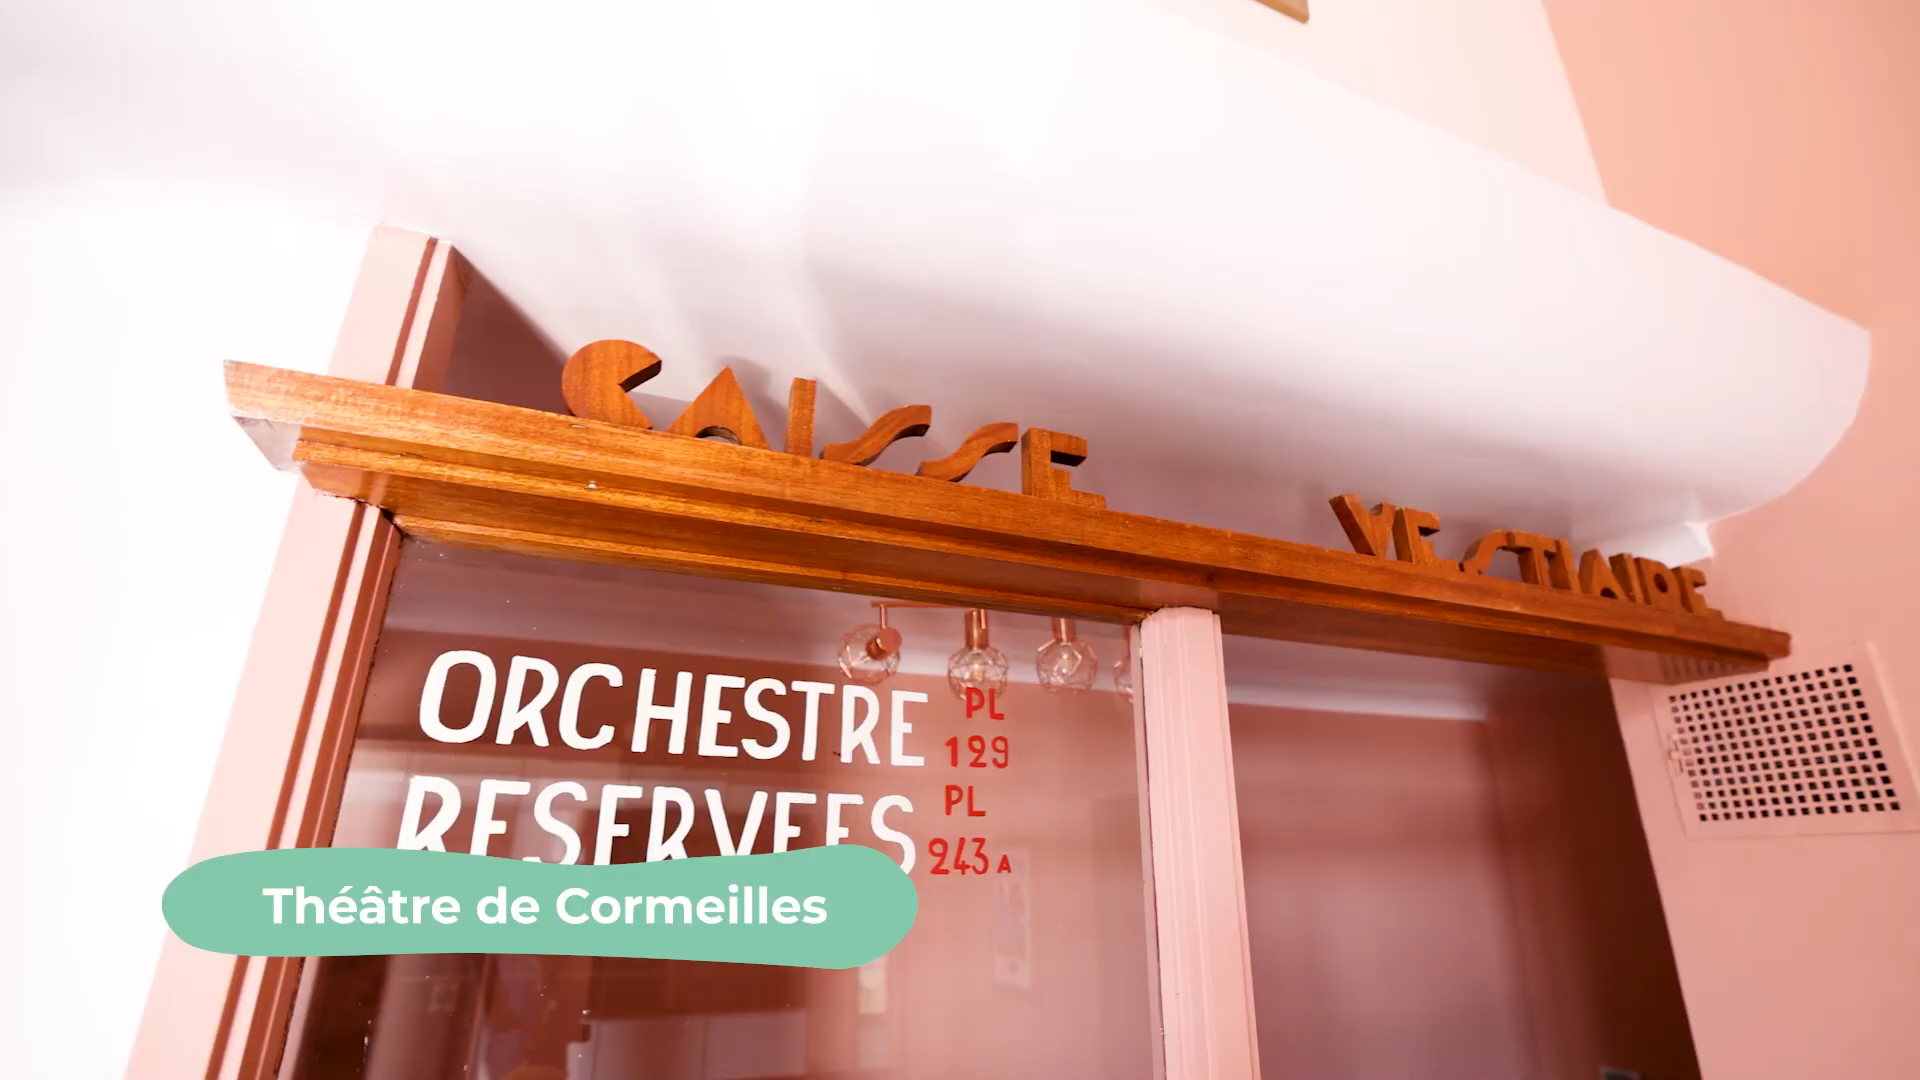 CAISSE
VESTIAIRE
ORCHESTRE PL 129
RESERVEES PL 243 A
Théâtre de Cormeilles